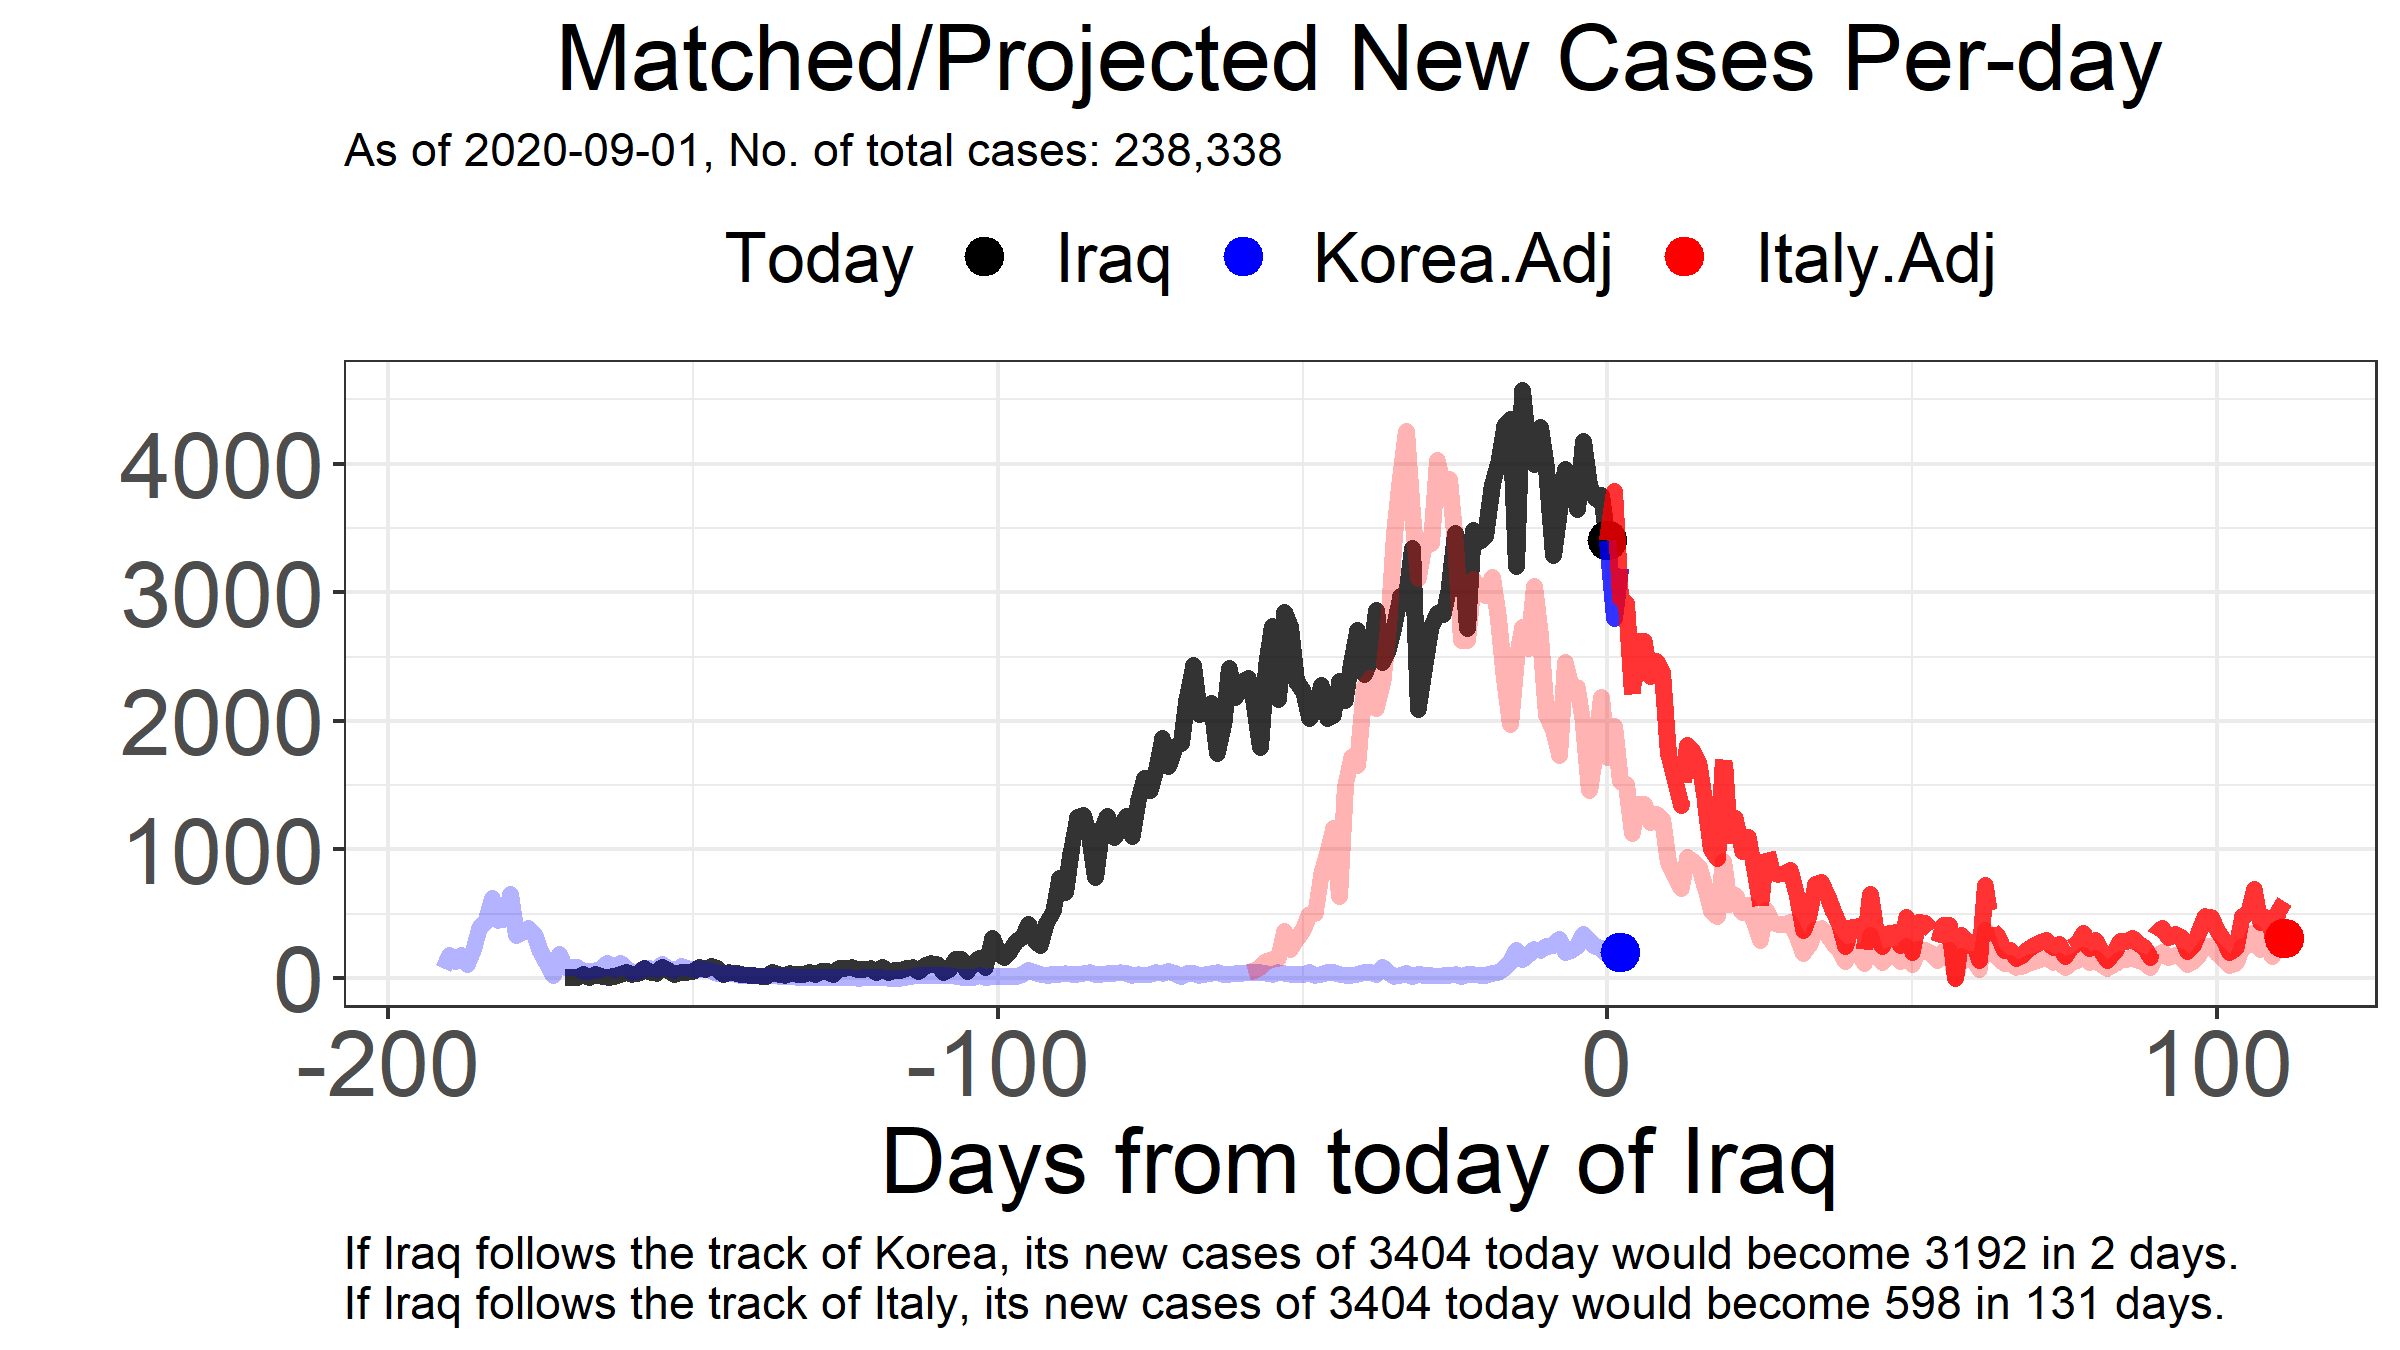 Matched/Projected New Cases Per-day
As of 2020-09-01, No. of total cases: 238,338
Today Iraq Korea.Adj Italy.Adj
4000
3000
2000
1000
0
-200 -100 0 100
Days from today of Iraq
If Iraq follows the track of Korea, its new cases of 3404 today would become 3192 in 2 days.
If Iraq follows the track of Italy, its new cases of 3404 today would become 598 in 131 days.